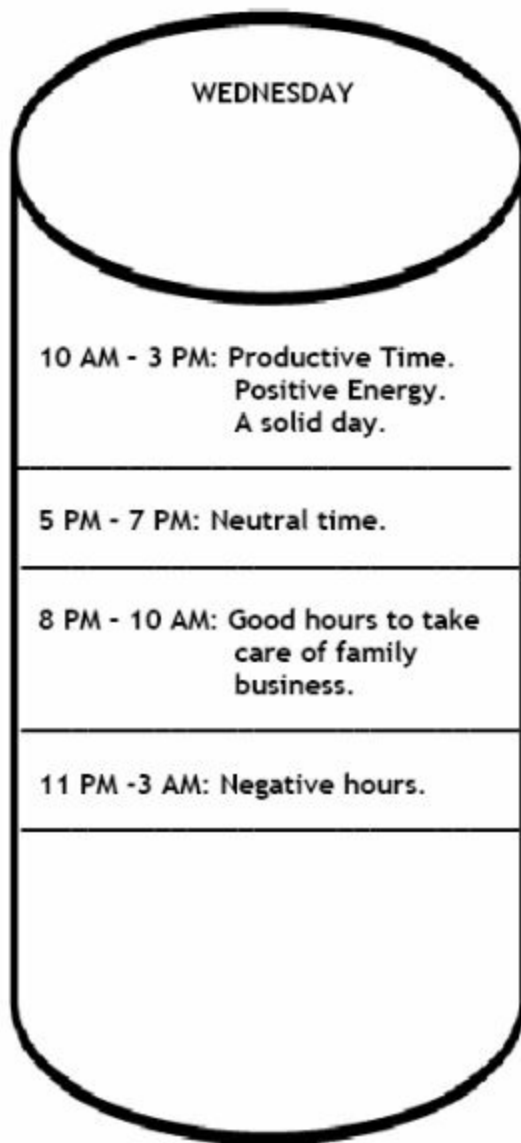 WEDNESDAY
10 AM - 3 PM: Productive Time.
Positive Energy.
A solid day.
5 PM - 7 PM: Neutral time.
8 PM - 10 AM: Good hours to take
care of family
business.
11 PM -3 AM: Negative hours.